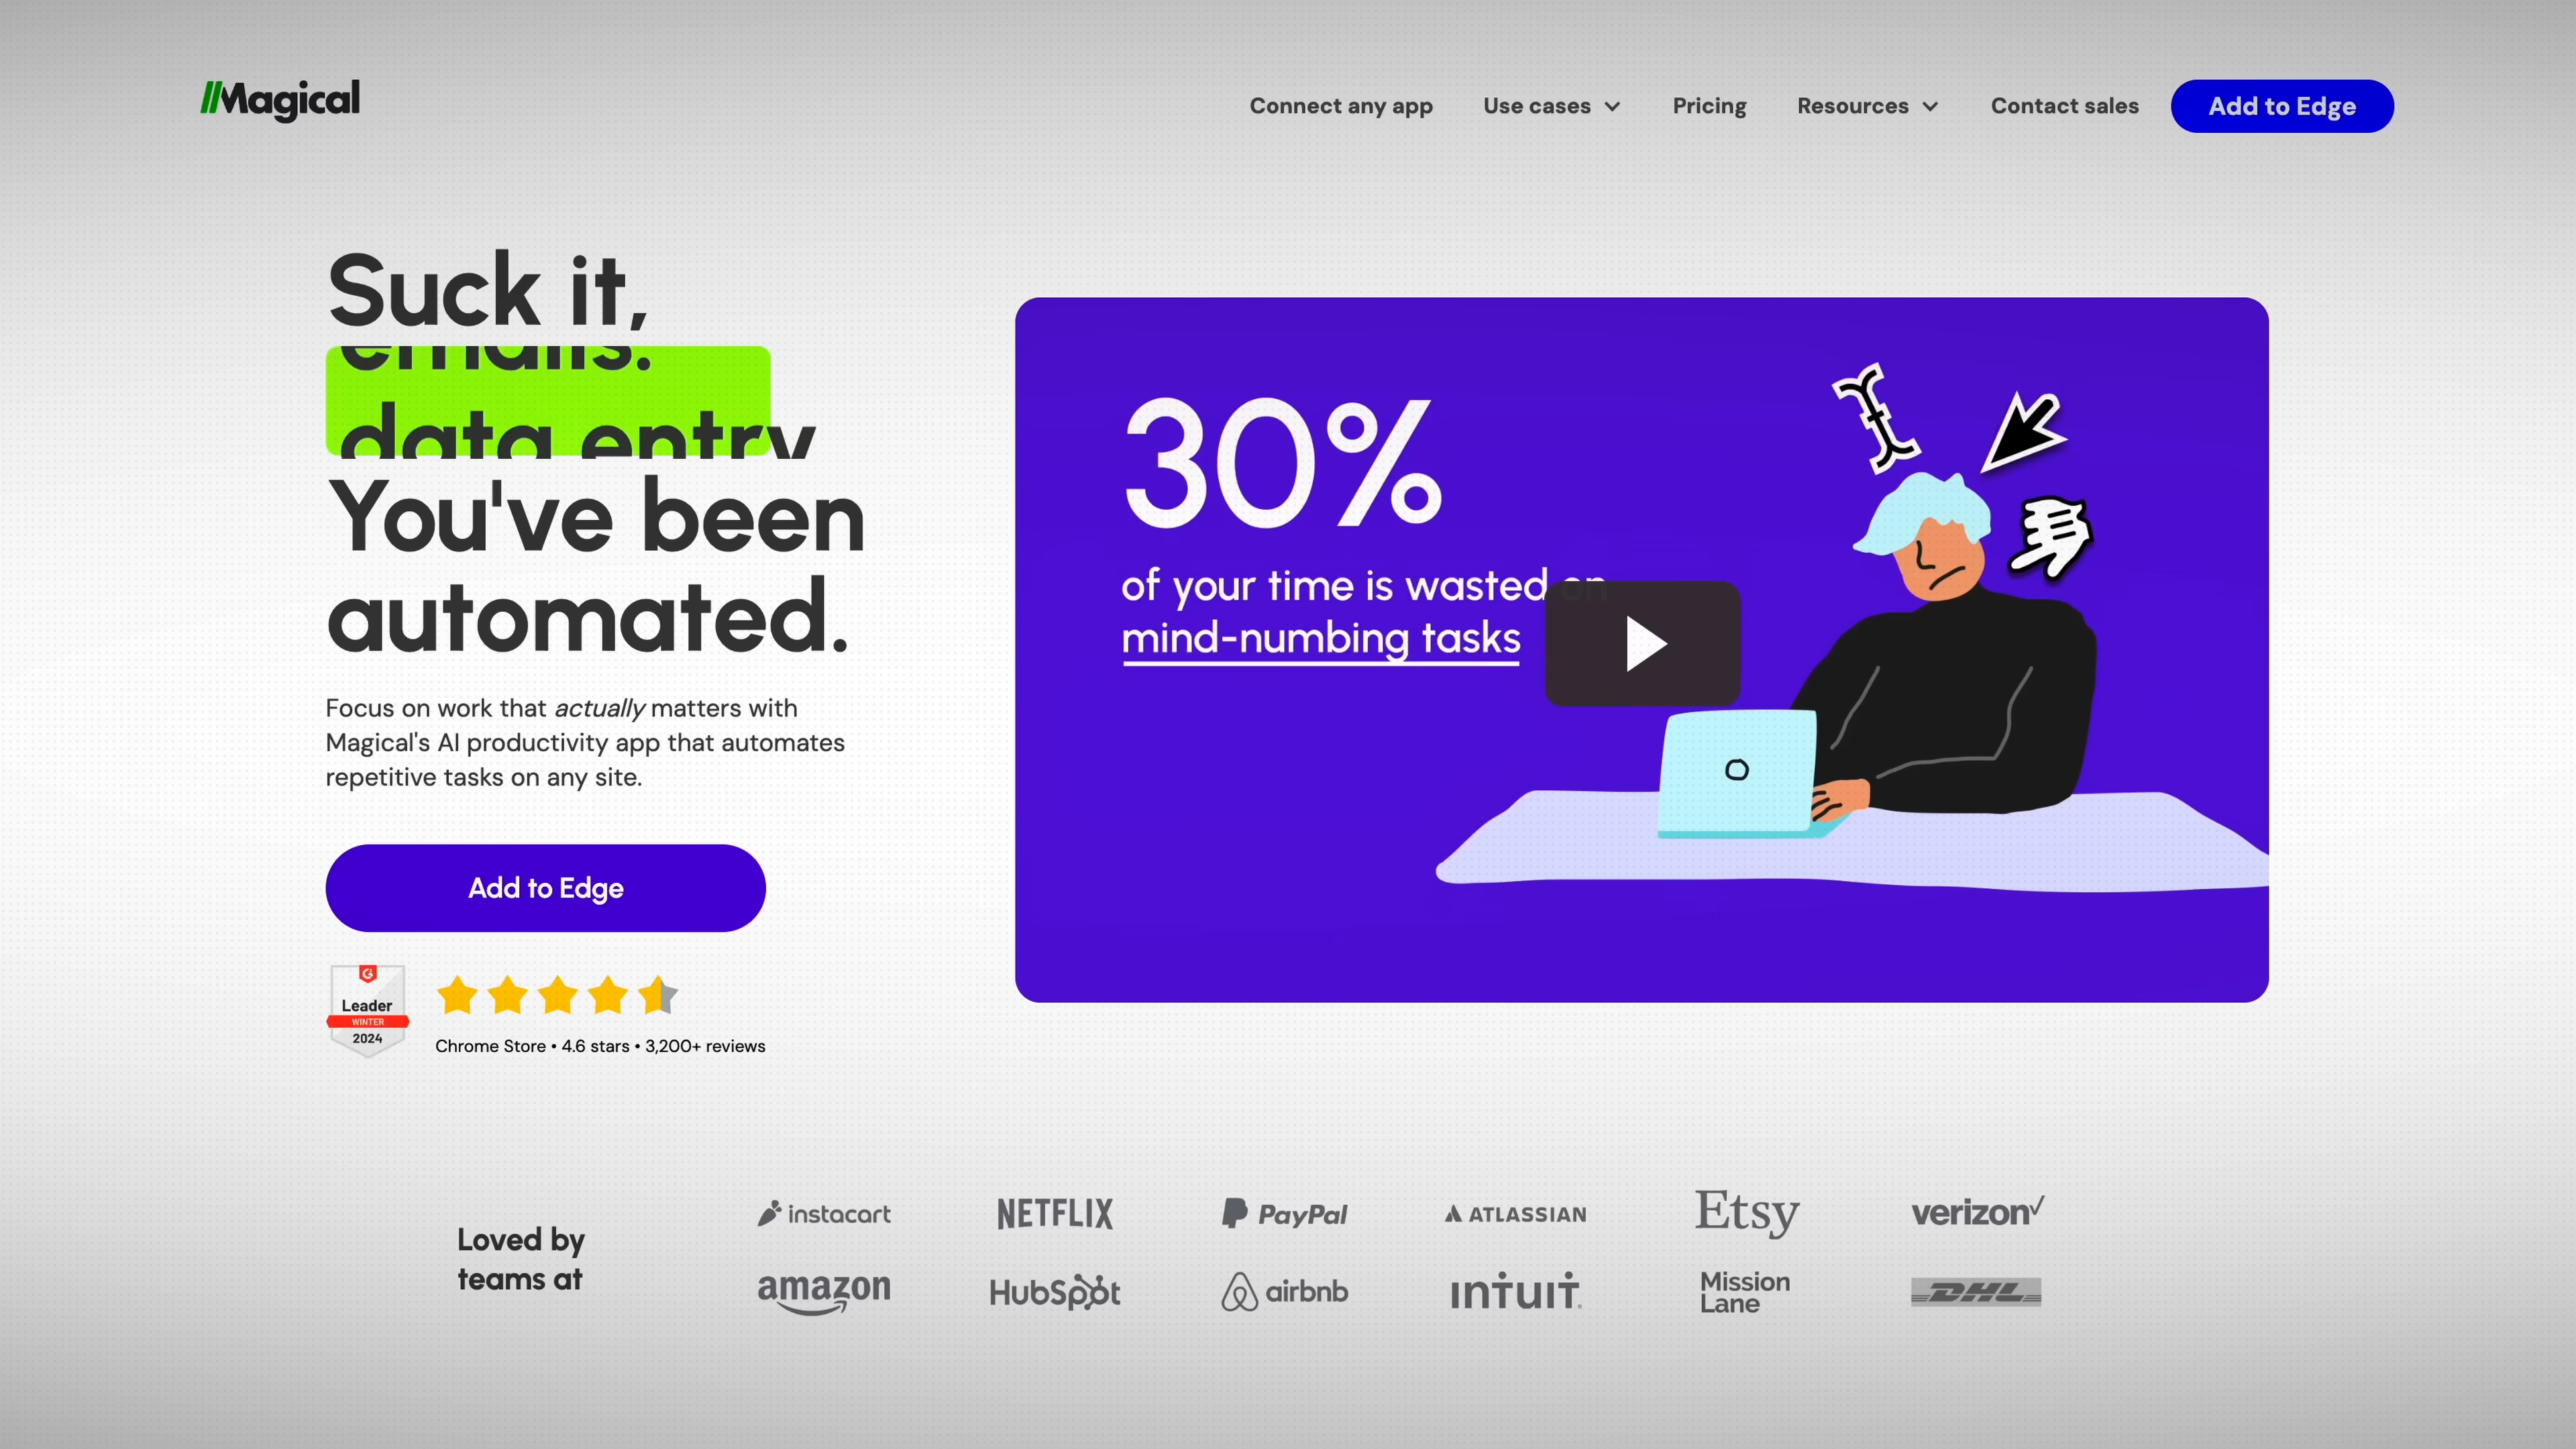 Magical
Connect any app
Use cases
Pricing
Resources
Contact sales
Add to Edge
Suck it,
emails.
data entry
You've been
automated.
Focus on work that actually matters with
Magical's AI productivity app that automates
repetitive tasks on any site.
Add to Edge
Leader
WINTER
2024
Chrome Store • 4.6 stars • 3,200+ reviews
30%
of your time is wasted on
mind-numbing tasks
Loved by
teams at
instacart
NETFLIX
PayPal
ATLASSIAN
Etsy
verizon
amazon
HubSpot
airbnb
intuit
Mission
Lane
DHL